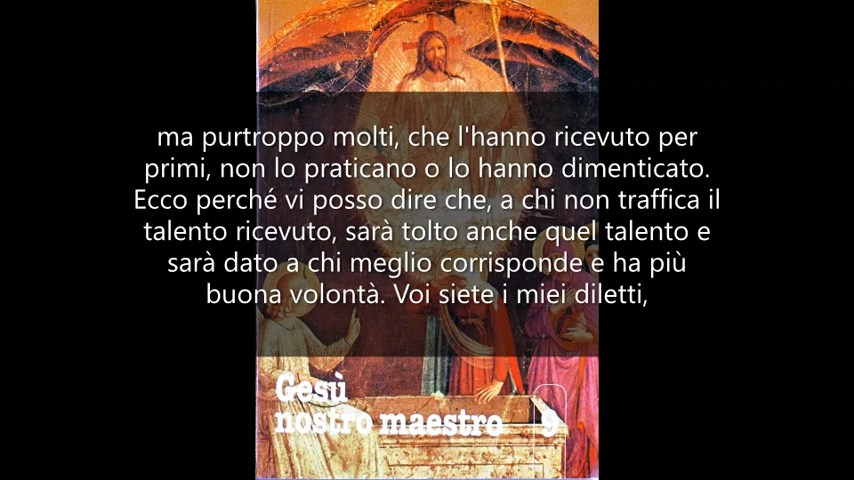 ma purtroppo molti, che l'hanno ricevuto per
primi, non lo praticano o lo hanno dimenticato.
Ecco perché vi posso dire che, a chi non traffica il
talento ricevuto, sarà tolto anche quel talento e
sarà dato a chi meglio corrisponde e ha più
buona volontà. Voi siete i miei diletti,
Gesù
nostro maestro 9